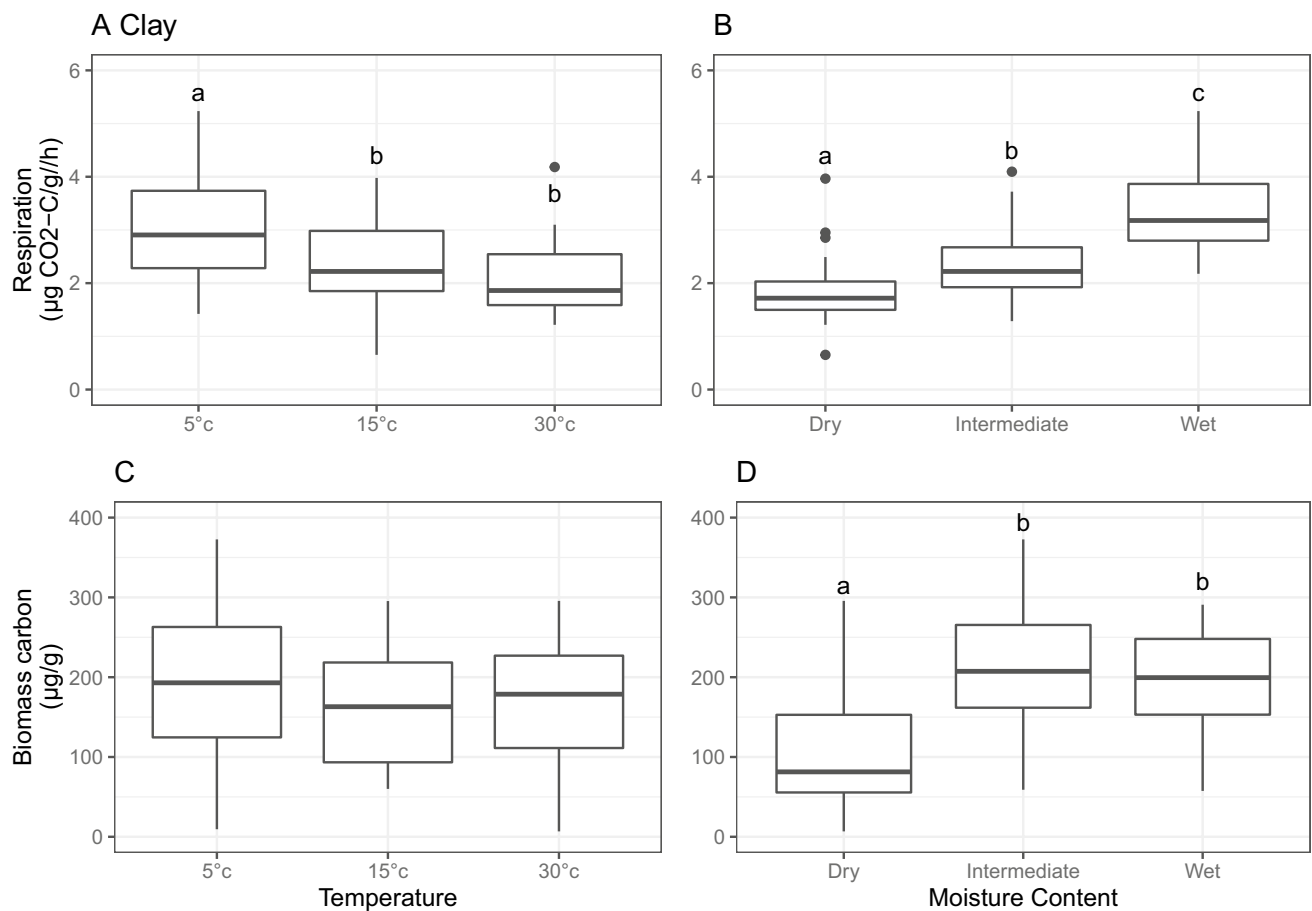 A Clay
B
Respiration
(µg CO2−C/g//h)
6
4
2
0
a
b
b
5°c
15°c
30°c
6
4
2
0
a
b
c
Dry
Intermediate
Wet
C
D
Biomass carbon
(µg/g)
400
300
200
100
0
5°c
15°c
30°c
Temperature
400
300
200
100
0
a
b
b
Dry
Intermediate
Wet
Moisture Content